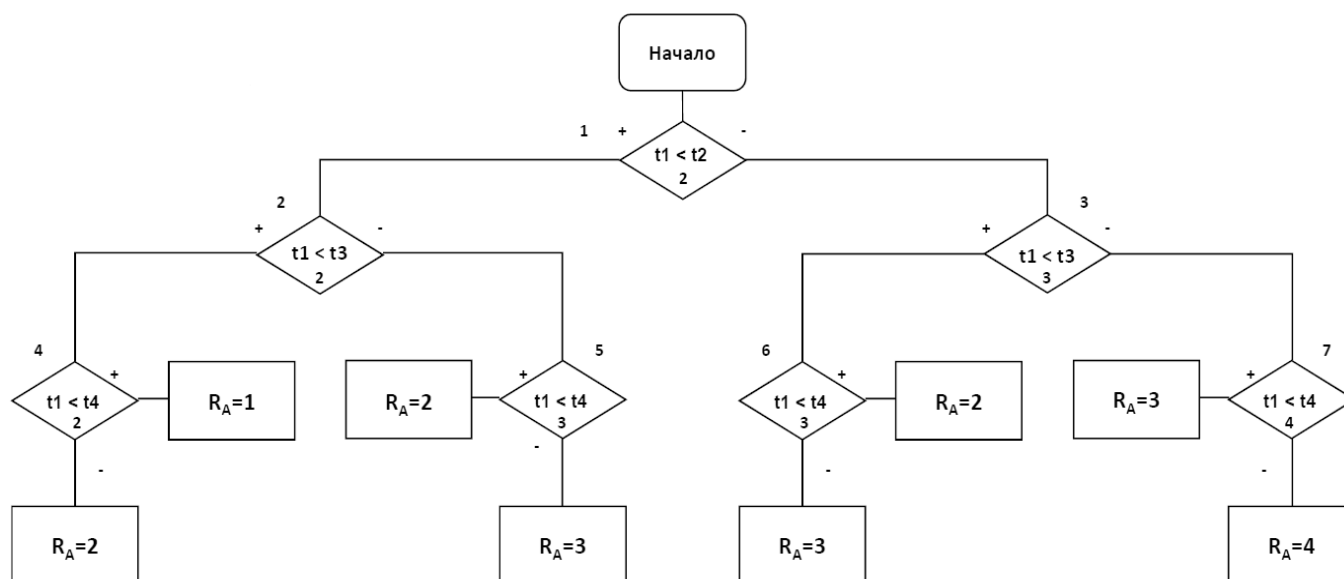 Начало
1 + -
t1 < t2
2
2 3
+ - + -
t1 < t3 t1 < t3
2 3
4 5 6 7
+ + + +
t1 < t4 R_A=1 R_A=2 t1 < t4 t1 < t4 R_A=2 R_A=3 t1 < t4
2 3 3 4
- - - -
R_A=2 R_A=3 R_A=3 R_A=4